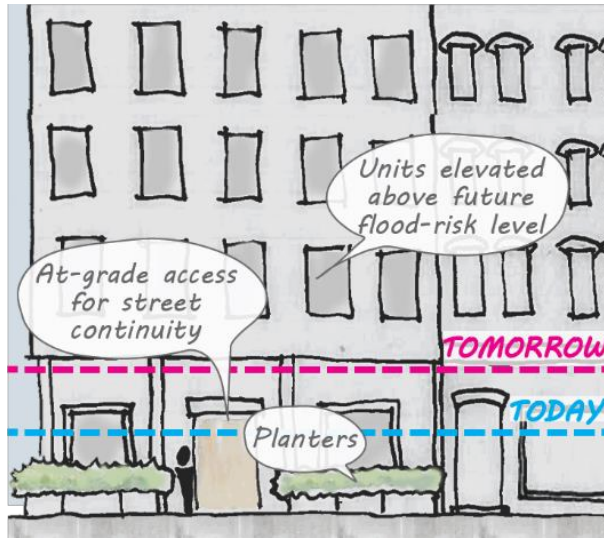 Units elevated
above future
flood-risk level
At-grade access
for street
continuity
TOMORROW
TODAY
Planters